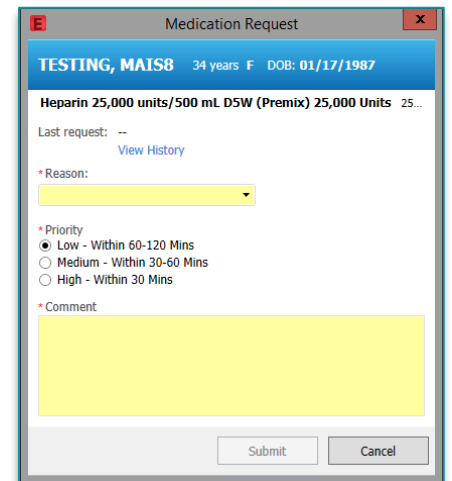 E Medication Request x
TESTING, MAIS8 34 years F DOB: 01/17/1987
Heparin 25,000 units/500 mL D5W (Premix) 25,000 Units 25...
Last request: --
View History
*Reason:
*Priority
Low - Within 60-120 Mins
Medium - Within 30-60 Mins
High - Within 30 Mins
*Comment
Submit Cancel